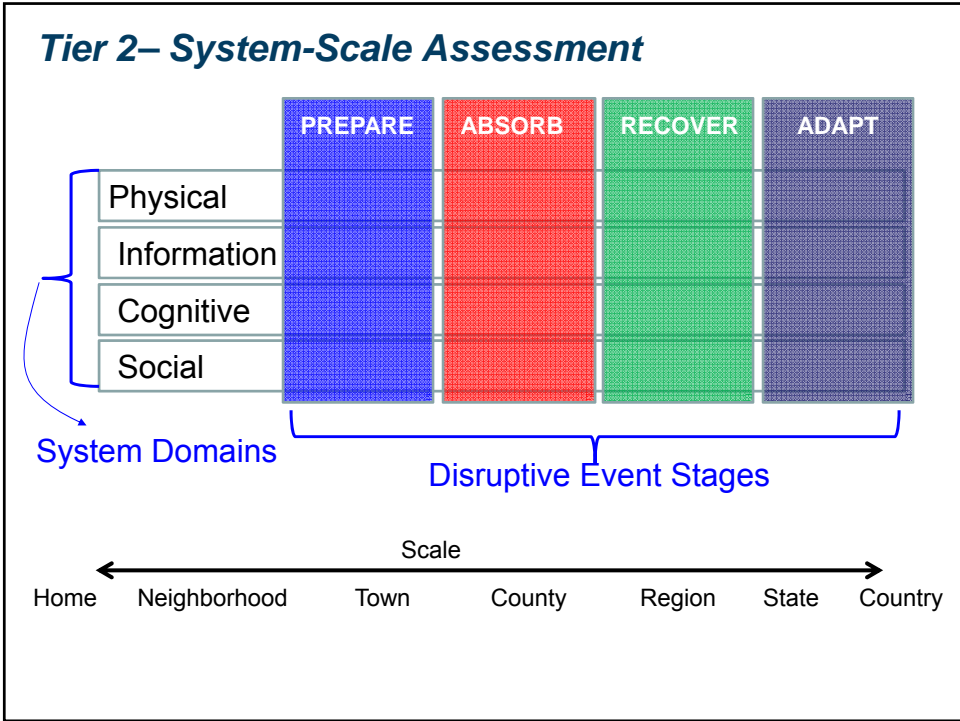 Tier 2– System-Scale Assessment
PREPARE ABSORB RECOVER ADAPT
Physical
Information
Cognitive
Social
System Domains
Disruptive Event Stages
Scale
Home Neighborhood Town County Region State Country